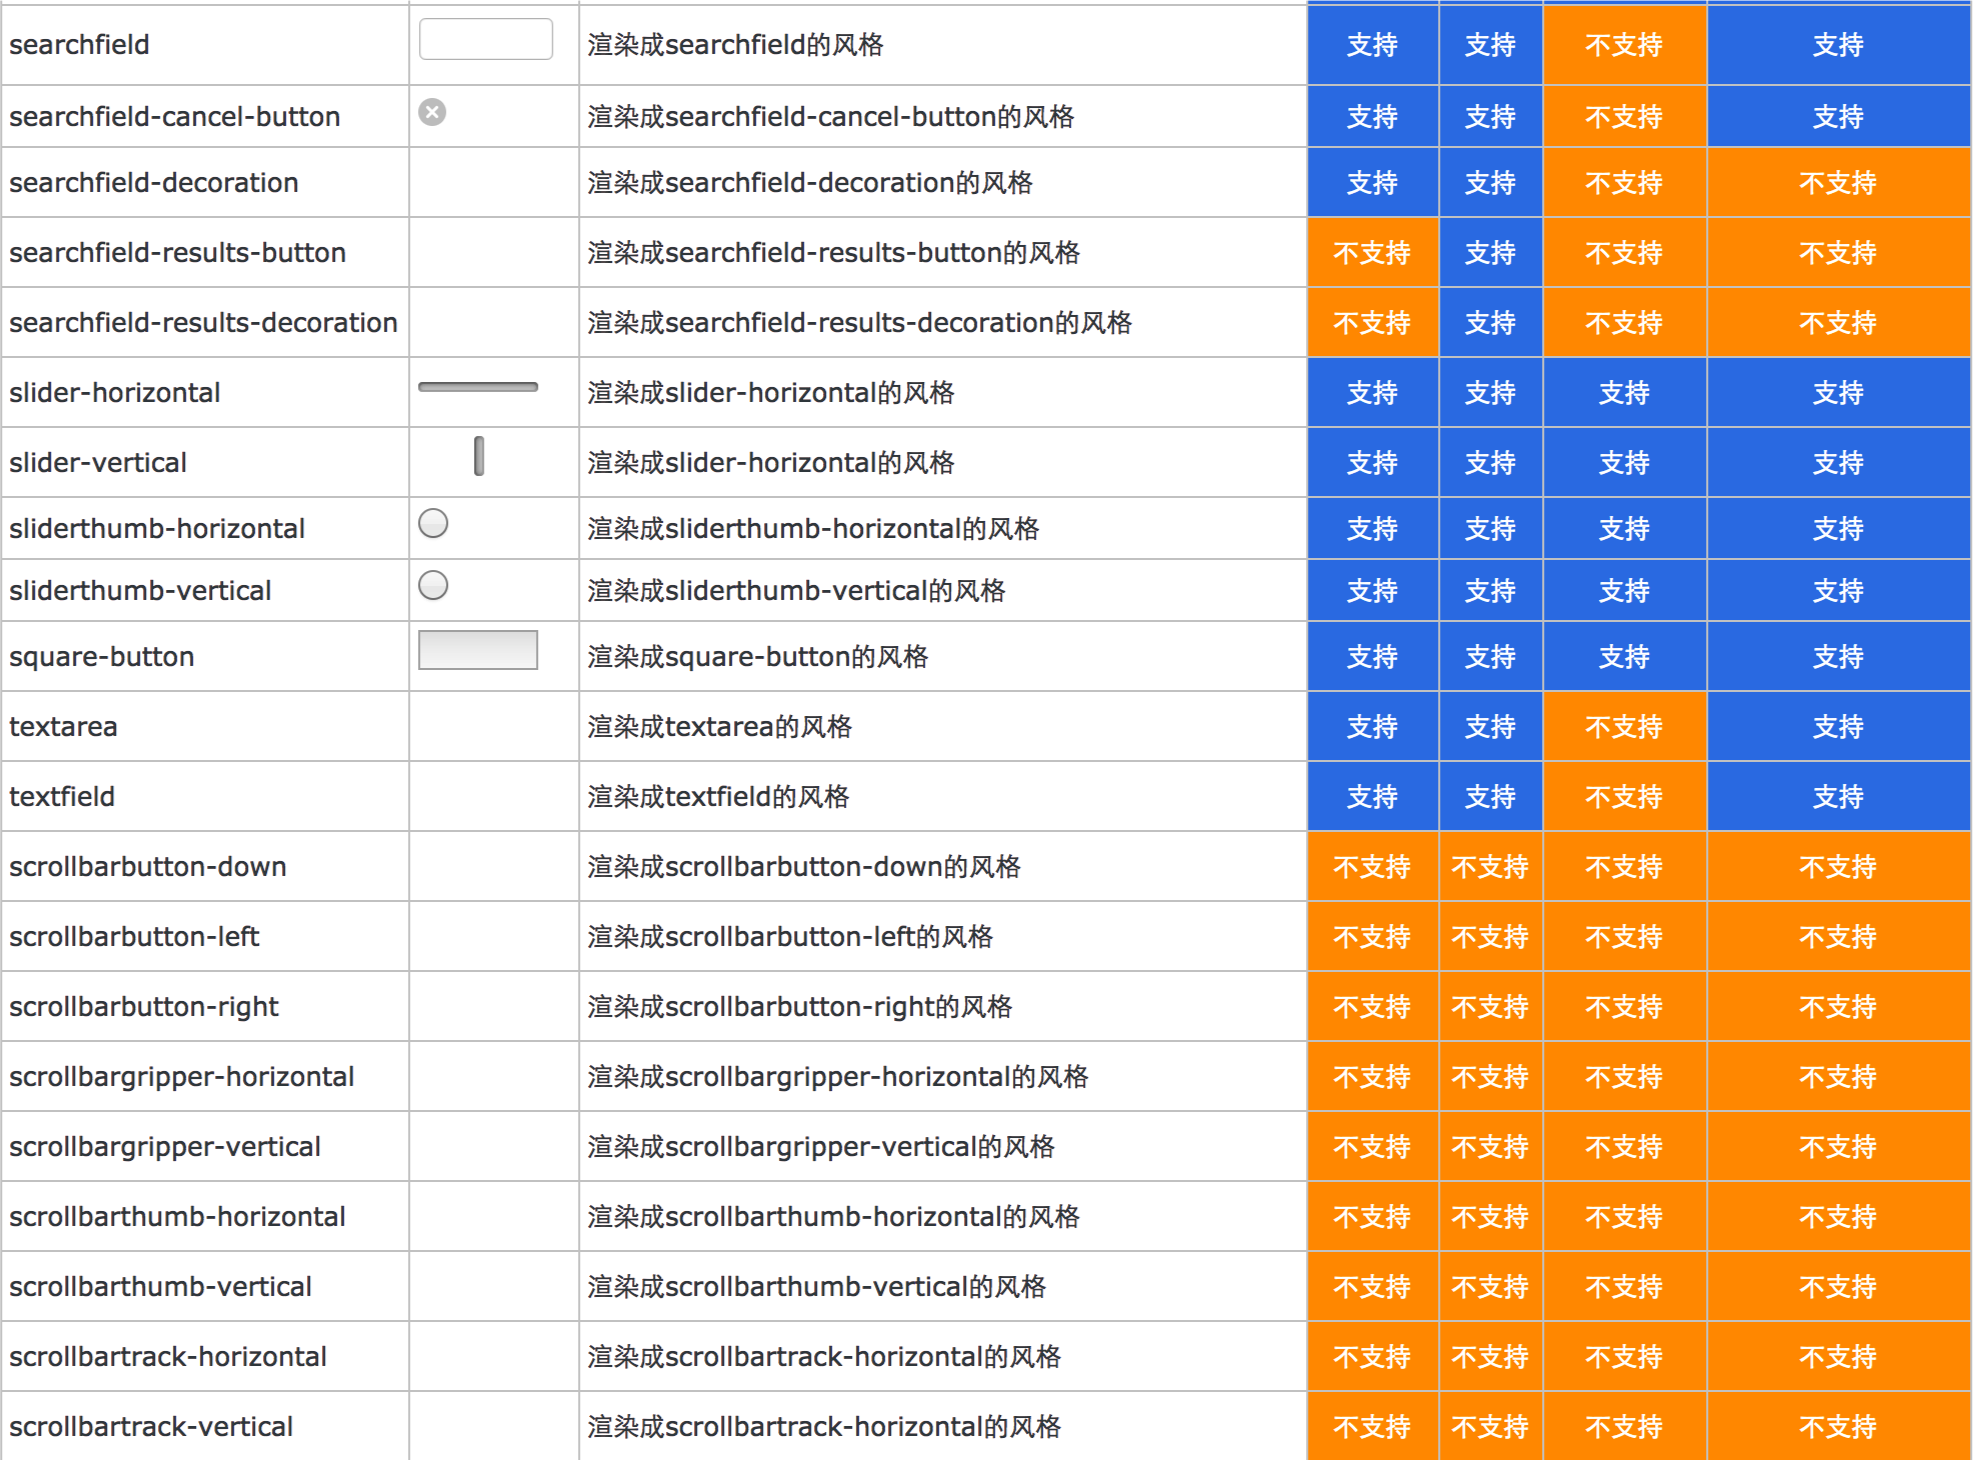 searchfield 渲染成searchfield的风格 支持 支持 不支持 支持
searchfield-cancel-button 渲染成searchfield-cancel-button的风格 支持 支持 不支持 支持
searchfield-decoration 渲染成searchfield-decoration的风格 支持 支持 不支持 不支持
searchfield-results-button 渲染成searchfield-results-button的风格 不支持 支持 不支持 不支持
searchfield-results-decoration 渲染成searchfield-results-decoration的风格 不支持 支持 不支持 不支持
slider-horizontal 渲染成slider-horizontal的风格 支持 支持 支持 支持
slider-vertical 渲染成slider-horizontal的风格 支持 支持 支持 支持
sliderthumb-horizontal 渲染成sliderthumb-horizontal的风格 支持 支持 支持 支持
sliderthumb-vertical 渲染成sliderthumb-vertical的风格 支持 支持 支持 支持
square-button 渲染成square-button的风格 支持 支持 支持 支持
textarea 渲染成textarea的风格 支持 支持 不支持 支持
textfield 渲染成textfield的风格 支持 支持 不支持 支持
scrollbarbutton-down 渲染成scrollbarbutton-down的风格 不支持 不支持 不支持 不支持
scrollbarbutton-left 渲染成scrollbarbutton-left的风格 不支持 不支持 不支持 不支持
scrollbarbutton-right 渲染成scrollbarbutton-right的风格 不支持 不支持 不支持 不支持
scrollbargripper-horizontal 渲染成scrollbargripper-horizontal的风格 不支持 不支持 不支持 不支持
scrollbargripper-vertical 渲染成scrollbargripper-vertical的风格 不支持 不支持 不支持 不支持
scrollbarthumb-horizontal 渲染成scrollbarthumb-horizontal的风格 不支持 不支持 不支持 不支持
scrollbarthumb-vertical 渲染成scrollbarthumb-vertical的风格 不支持 不支持 不支持 不支持
scrollbartrack-horizontal 渲染成scrollbartrack-horizontal的风格 不支持 不支持 不支持 不支持
scrollbartrack-vertical 渲染成scrollbartrack-horizontal的风格 不支持 不支持 不支持 不支持